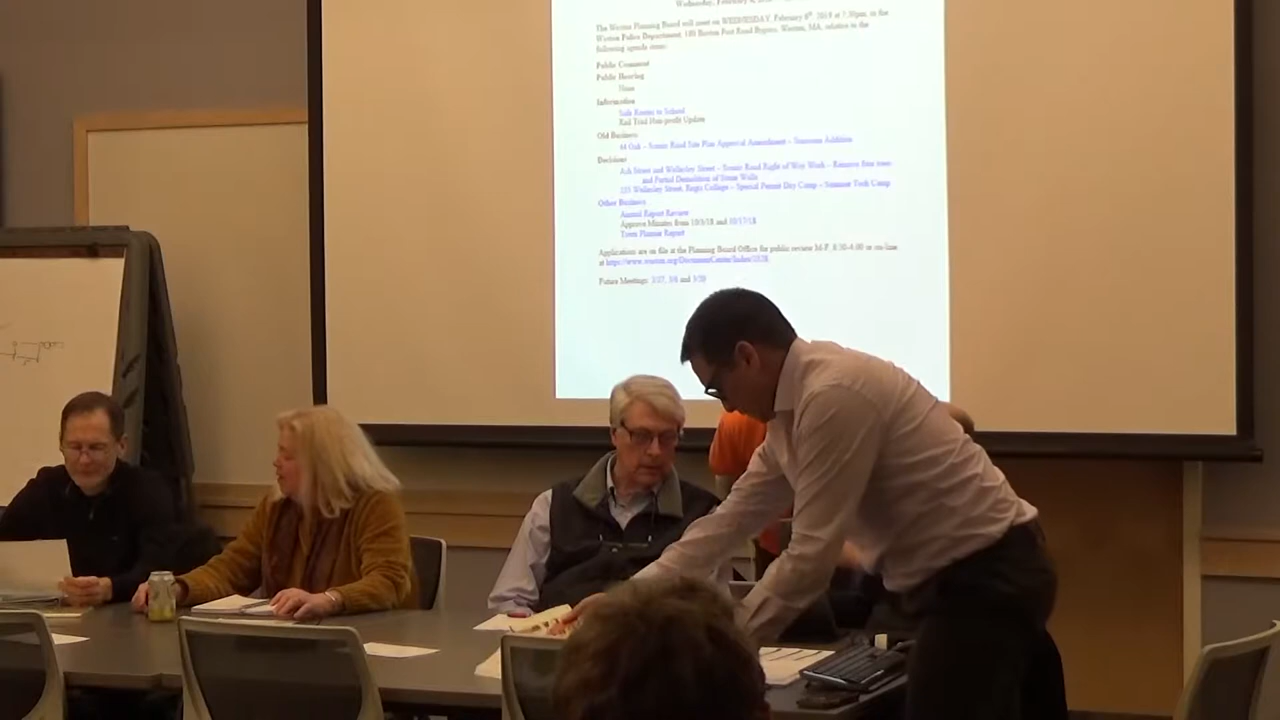 The Weston Planning Board will meet on WEDNESDAY, February 6th, 2019 at 7:30pm, in the
Weston Police Department, 180 Boston Post Road Bypass, Weston, MA, relative to the
following agenda items:
Public Comment
Public Hearing
None
Information
Safe Routes to School
Rail Trail Non-profit Update
Old Business
44 Oak – Scenic Road Site Plan Approval Amendment – Sunroom Addition
Decisions
Ash Street and Wellesley Street – Scenic Road Right of Way Work – Remove trees
and Partial Demolition of Stone Walls
235 Wellesley Street, Regis College – Special Permit Day Camp – Summer Tech Camp
Other Business
Annual Report Review
Approve Minutes from 10/3/18 and 10/17/18
Town Planner Report
Applications are on file at the Planning Board Office for public review M-F, 8:30-4:00 or on-line
at https://www.weston.org/DocumentCenter/Index/
Future Meetings: 2/27, 3/6 and 3/20